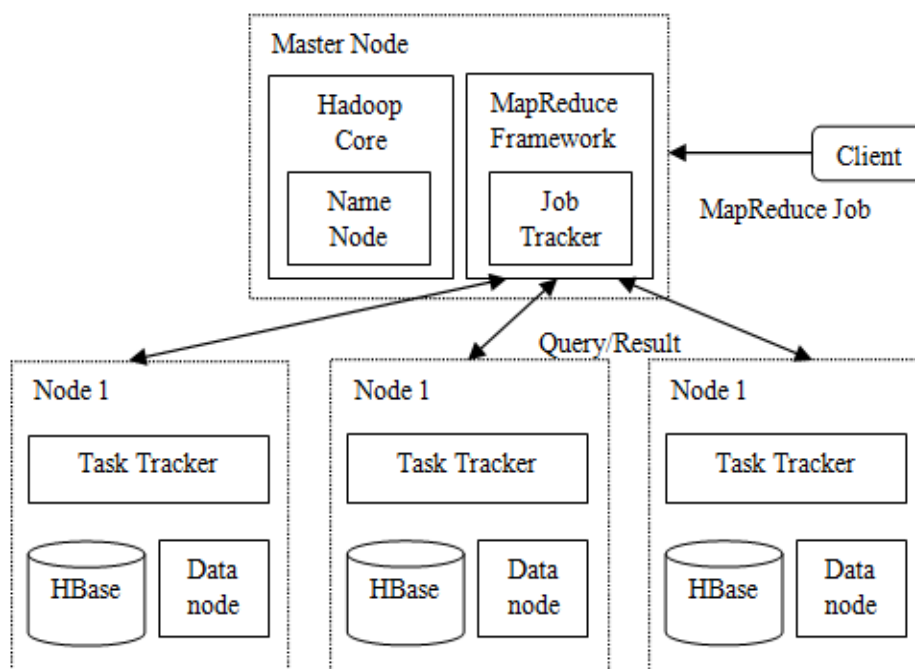 Master Node
Hadoop
Core
Name
Node
MapReduce
Framework
Job
Tracker
Client
MapReduce Job
Query/Result
Node 1
Task Tracker
HBase
Data
node
Node 1
Task Tracker
HBase
Data
node
Node 1
Task Tracker
HBase
Data
node